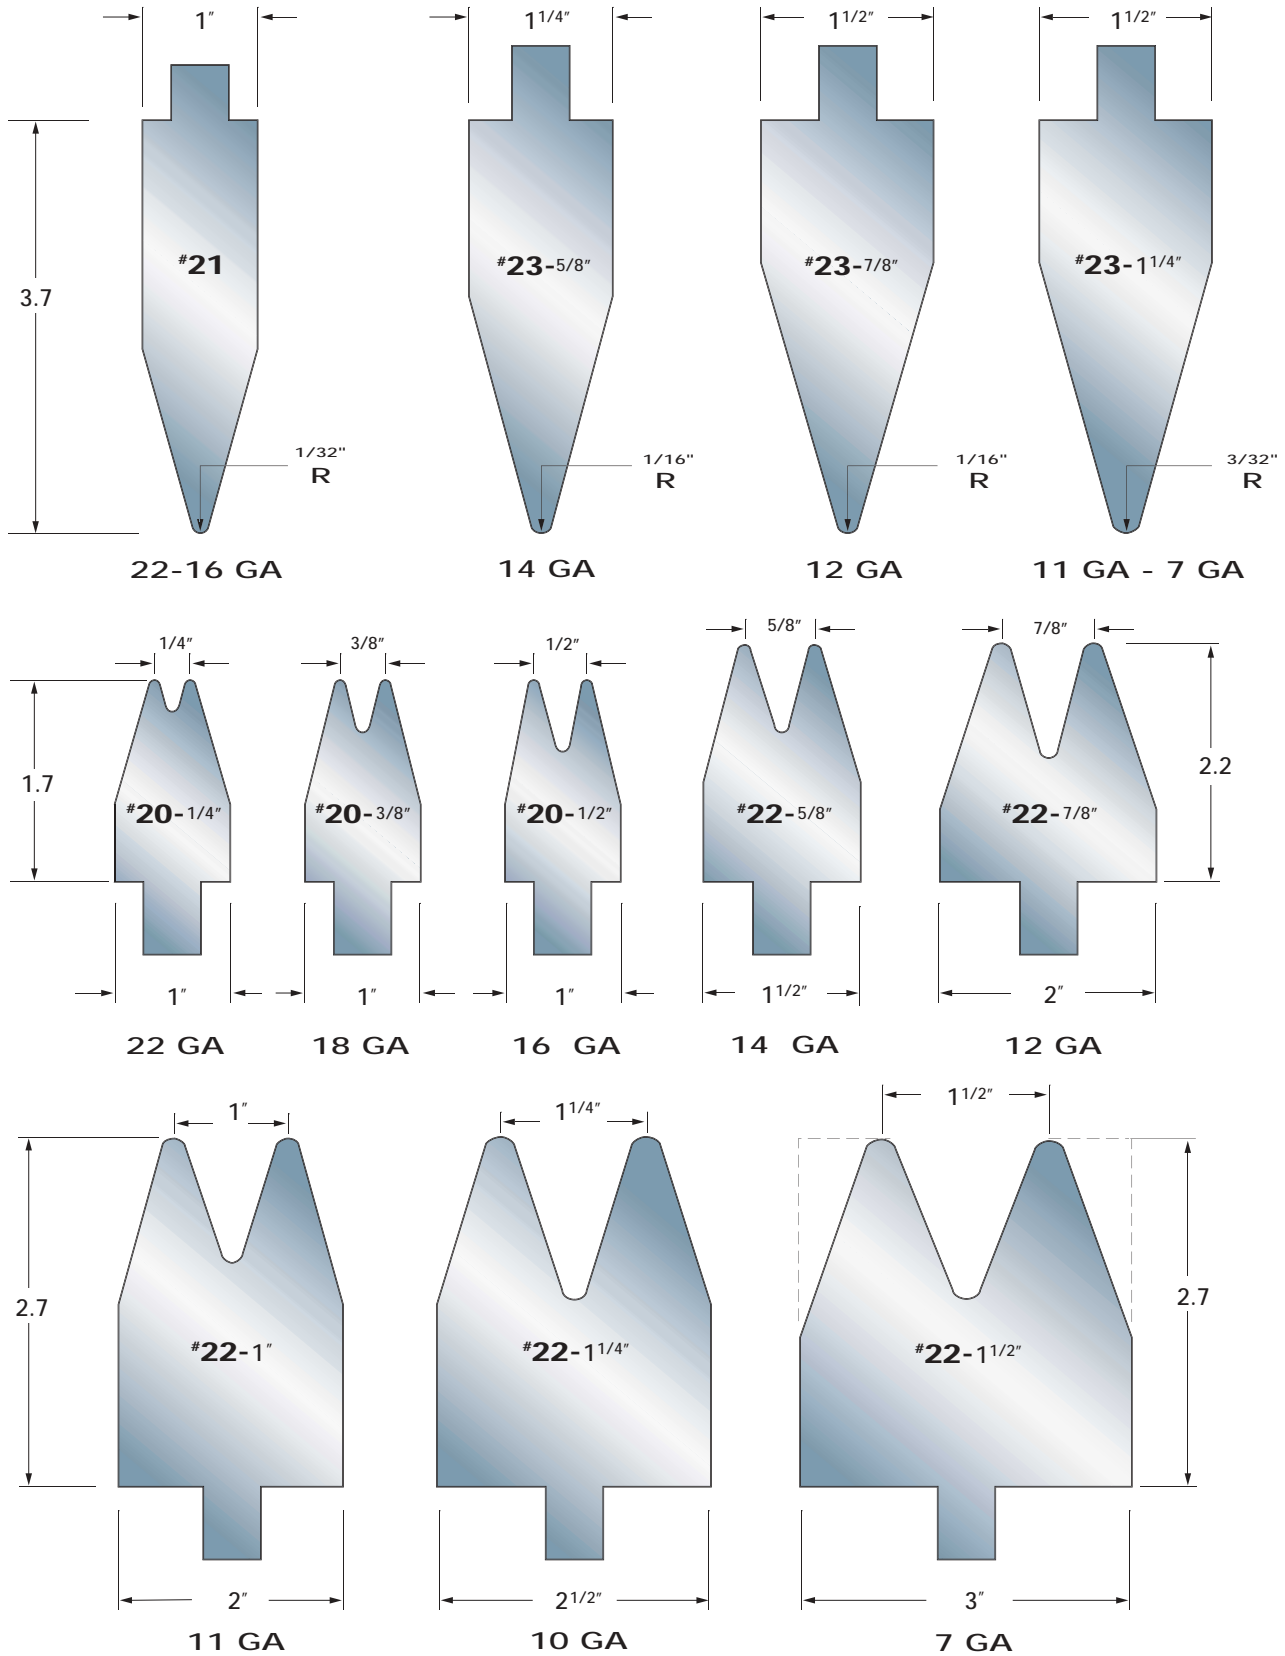 1″ 1 1/4″ 1 1/2″ 1 1/2″
3.7
#21 #23-5/8″ #23-7/8″ #23-1 1/4″
1/32" R 1/16" R 1/16" R 3/32" R
22-16 GA 14 GA 12 GA 11 GA - 7 GA
1/4″ 3/8″ 1/2″ 5/8″ 7/8″
1.7 2.2
#20-1/4″ #20-3/8″ #20-1/2″ #22-5/8″ #22-7/8″
1″ 1″ 1″ 1 1/2″ 2″
22 GA 18 GA 16 GA 14 GA 12 GA
1″ 1 1/4″ 1 1/2″
2.7 2.7
#22-1″ #22-1 1/4″ #22-1 1/2″
2″ 2 1/2″ 3″
11 GA 10 GA 7 GA